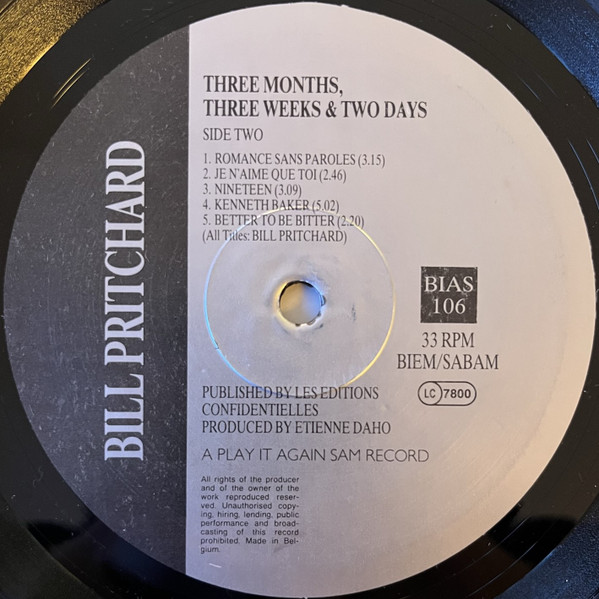 BILL PRITCHARD
THREE MONTHS,
THREE WEEKS & TWO DAYS
SIDE TWO
1. ROMANCE SANS PAROLES (3.15)
2. JE N'AIME QUE TOI (2.46)
3. NINETEEN (3.09)
4. KENNETH BAKER (5.02)
5. BETTER TO BE BITTER (2.20)
(All Titles: BILL PRITCHARD)
BIAS
106
33 RPM
BIEM/SABAM
LC 7800
PUBLISHED BY LES EDITIONS
CONFIDENTIELLES
PRODUCED BY ETIENNE DAHO
A PLAY IT AGAIN SAM RECORD
All rights of the producer
and of the owner of the
work reproduced reser-
ved. Unauthorised copy-
ing, hiring, lending, public
performance and broad-
casting of this record
prohibited. Made in Bel-
gium.